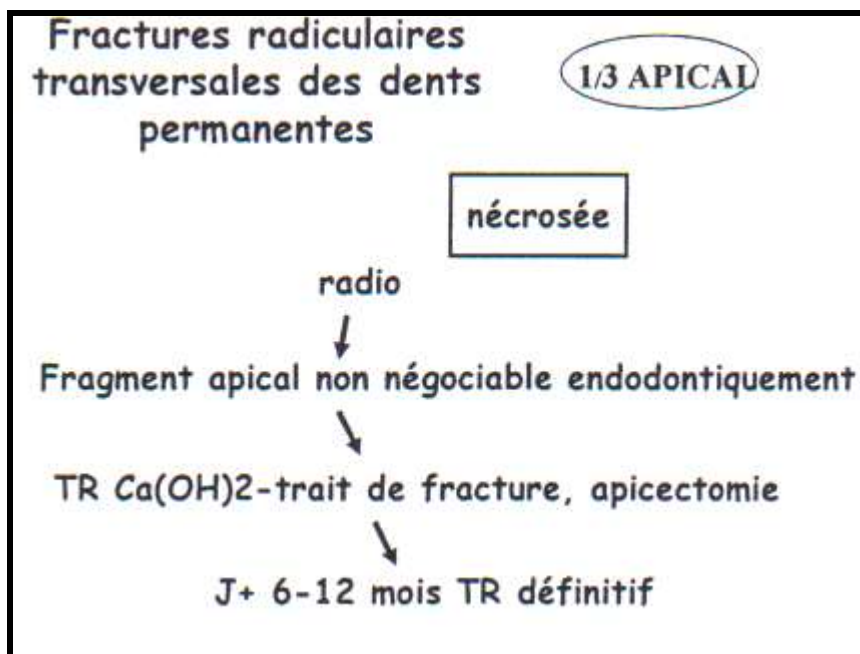 Fractures radiculaires
transversales des dents
permanentes
1/3 APICAL
nécrosée
radio
Fragment apical non négociable endodontiquement
TR Ca(OH)2-trait de fracture, apicectomie
J+ 6-12 mois TR définitif